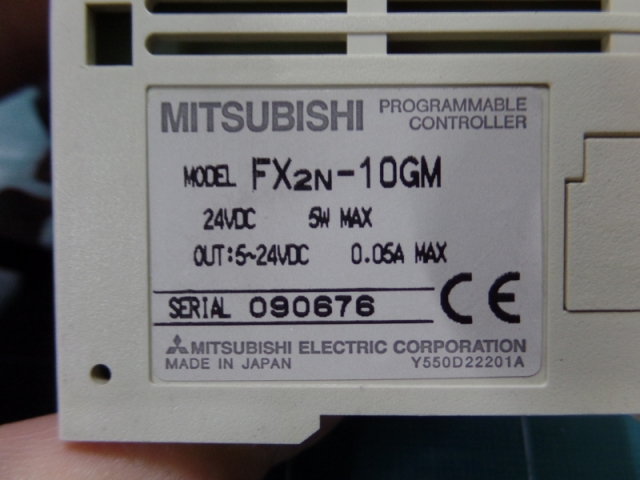 MITSUBISHI PROGRAMMABLE CONTROLLER
MODEL FX2N-10GM
24VDC 5W MAX
OUT:5~24VDC 0.05A MAX
SERIAL 090676 CE
MITSUBISHI ELECTRIC CORPORATION
MADE IN JAPAN Y550D22201A